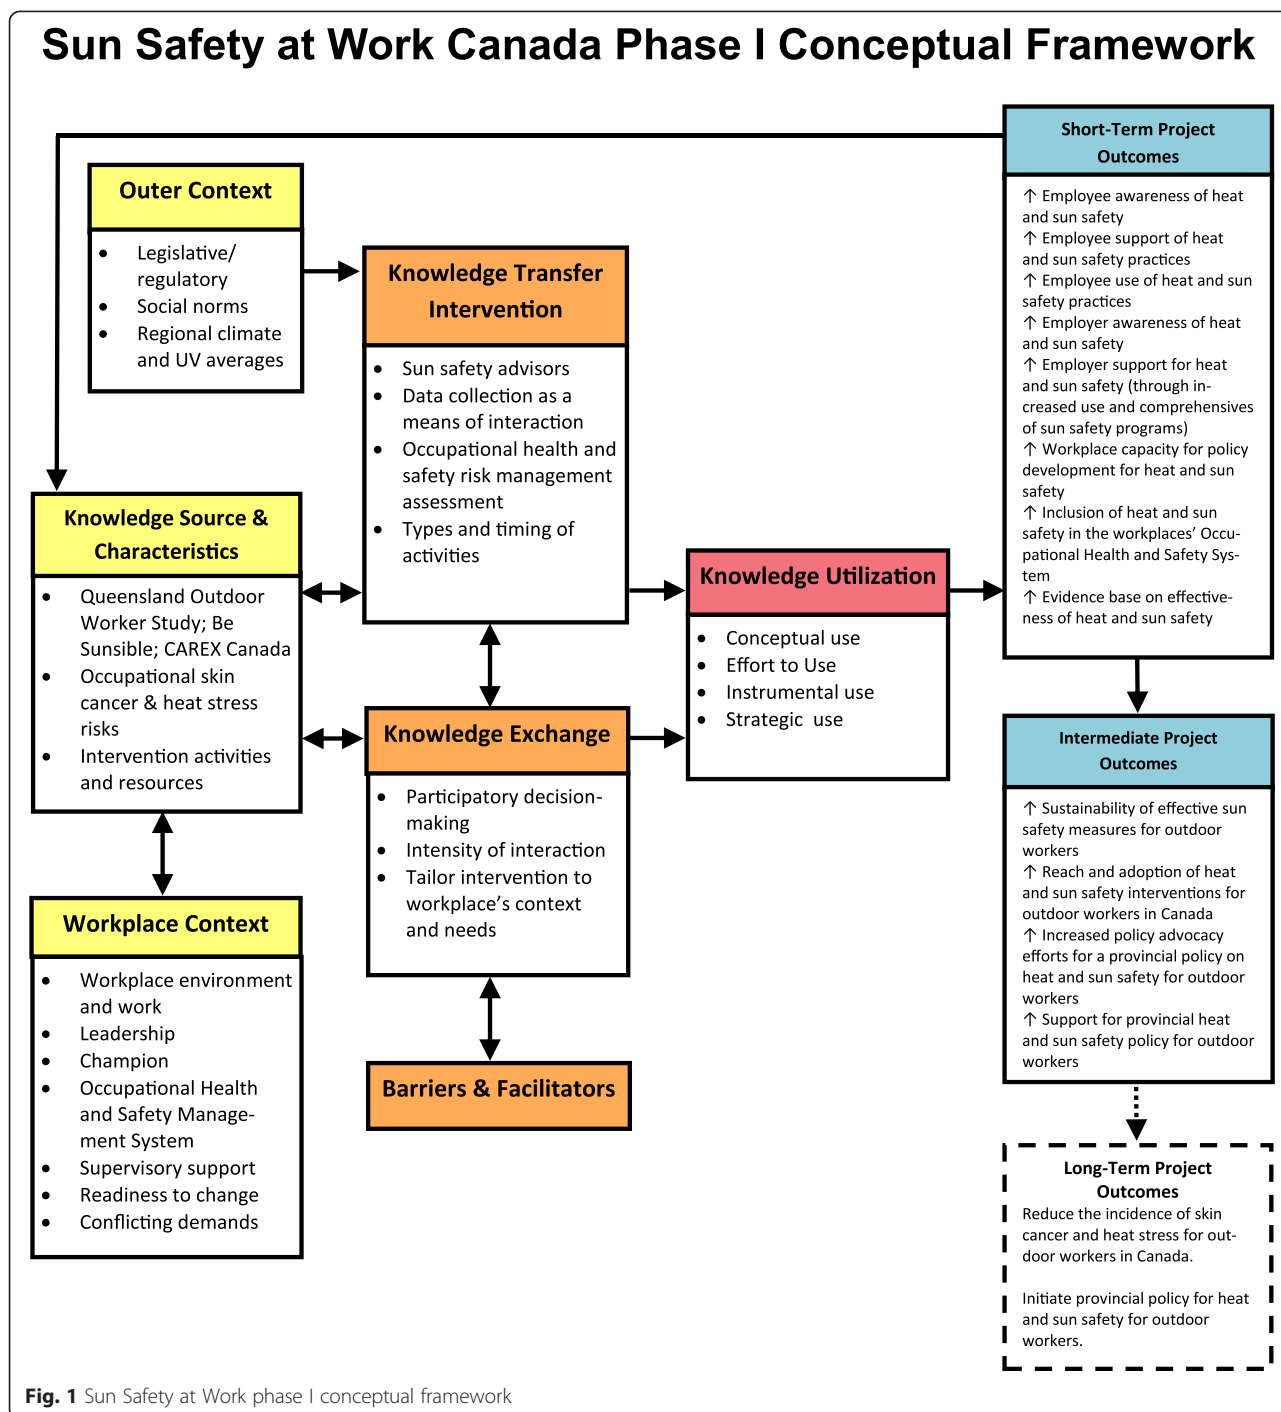 Sun Safety at Work Canada Phase I Conceptual Framework
Outer Context
• Legislative/
regulatory
• Social norms
• Regional climate
and UV averages
Knowledge Transfer
Intervention
• Sun safety advisors
• Data collection as a
means of interaction
• Occupational health and
safety risk management
assessment
• Types and timing of
activities
Knowledge Source &
Characteristics
• Queensland Outdoor
Worker Study; Be
Sunsible; CAREX Canada
• Occupational skin
cancer & heat stress
risks
• Intervention activities
and resources
Knowledge Exchange
• Participatory decision-
making
• Intensity of interaction
• Tailor intervention to
workplace's context
and needs
Workplace Context
• Workplace environment
and work
• Leadership
• Champion
• Occupational Health
and Safety Manage-
ment System
• Supervisory support
• Readiness to change
• Conflicting demands
Barriers & Facilitators
Knowledge Utilization
• Conceptual use
• Effort to Use
• Instrumental use
• Strategic use
Short-Term Project
Outcomes
↑ Employee awareness of heat
and sun safety
↑ Employee support of heat
and sun safety practices
↑ Employee use of heat and sun
safety practices
↑ Employer awareness of heat
and sun safety
↑ Employer support for heat
and sun safety (through in-
creased use and comprehensives
of sun safety programs)
↑ Workplace capacity for policy
development for heat and sun
safety
↑ Inclusion of heat and sun
safety in the workplaces' Occu-
pational Health and Safety Sys-
tem
↑ Evidence base on effective-
ness of heat and sun safety
Intermediate Project
Outcomes
↑ Sustainability of effective sun
safety measures for outdoor
workers
↑ Reach and adoption of heat
and sun safety interventions for
outdoor workers in Canada
↑ Increased policy advocacy
efforts for a provincial policy on
heat and sun safety for outdoor
workers
↑ Support for provincial heat
and sun safety policy for outdoor
workers
Long-Term Project
Outcomes
Reduce the incidence of skin
cancer and heat stress for out-
door workers in Canada.
Initiate provincial policy for heat
and sun safety for outdoor
workers.
Fig. 1 Sun Safety at Work phase I conceptual framework